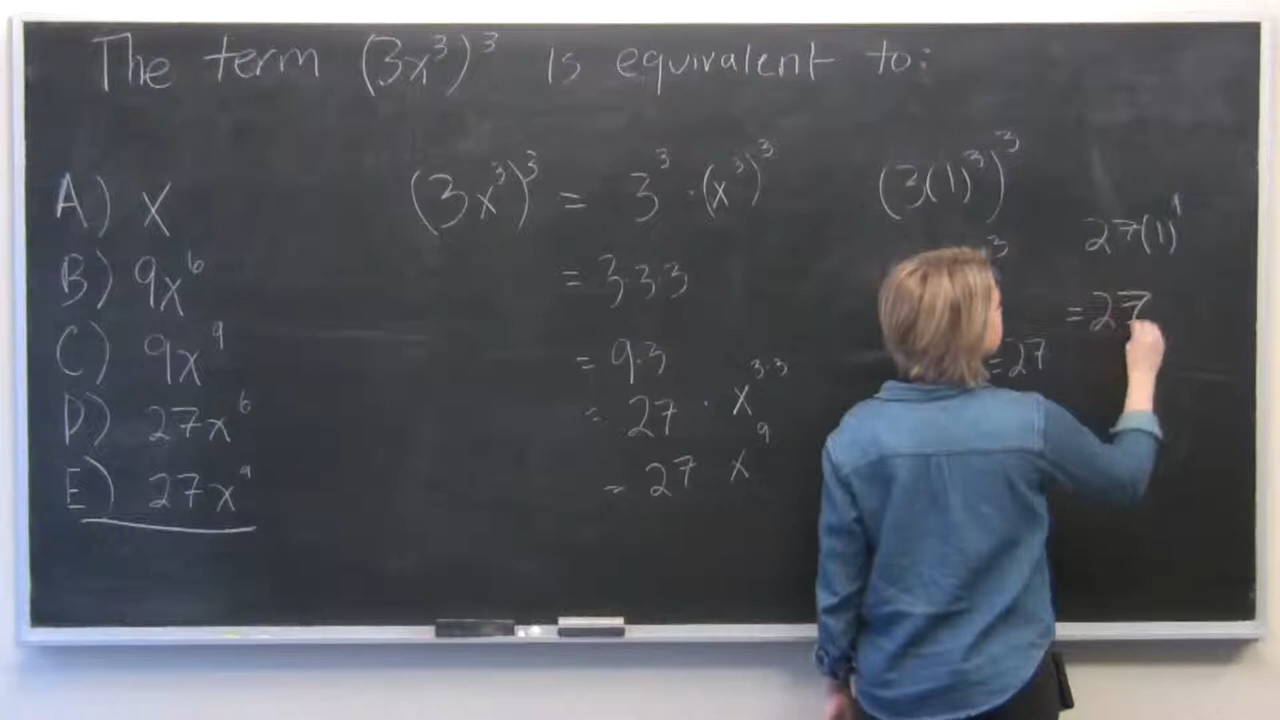 The term (3x³)³ is equivalent to:
A) x
B) 9x⁶
C) 9x⁹
D) 27x⁶
E) 27x⁹
(3x³)³ = 3³ · (x³)³
= 3·3·3
= 9·3
= 27 · x³·³
= 27 x⁹
(3(1)³)³
³
=27
27(1)⁹
=27